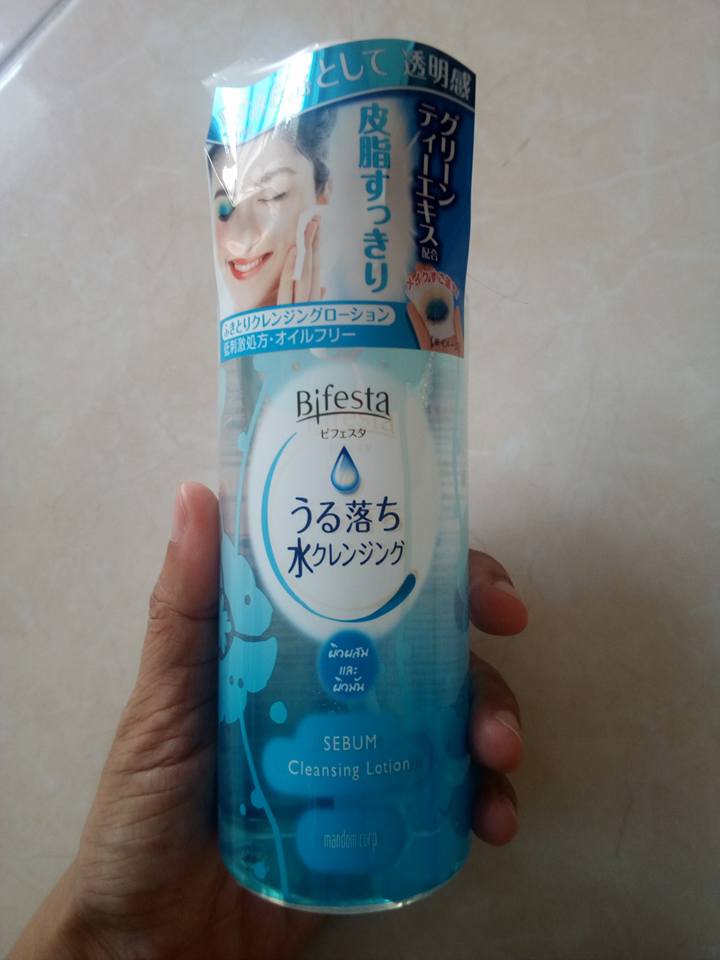 として 透明感
グリーン
ティーエキス
配合
皮脂すっきり
ふきとりクレンジングローション
低刺激処方・オイルフリー
Bifesta
ビフェスタ
うる落ち
水クレンジング
ผิวผสม
และ
ผิวมัน
SEBUM
Cleansing Lotion
mandom corp.